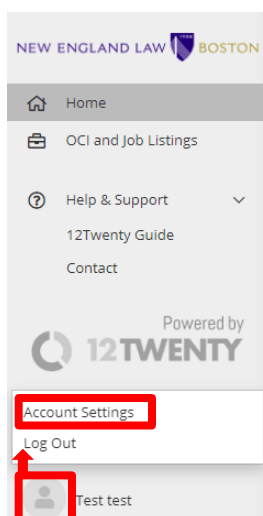 NEW ENGLAND LAW BOSTON
Home
OCI and Job Listings
Help & Support
12Twenty Guide
Contact
Powered by
12TWENTY
Account Settings
Log Out
Test test